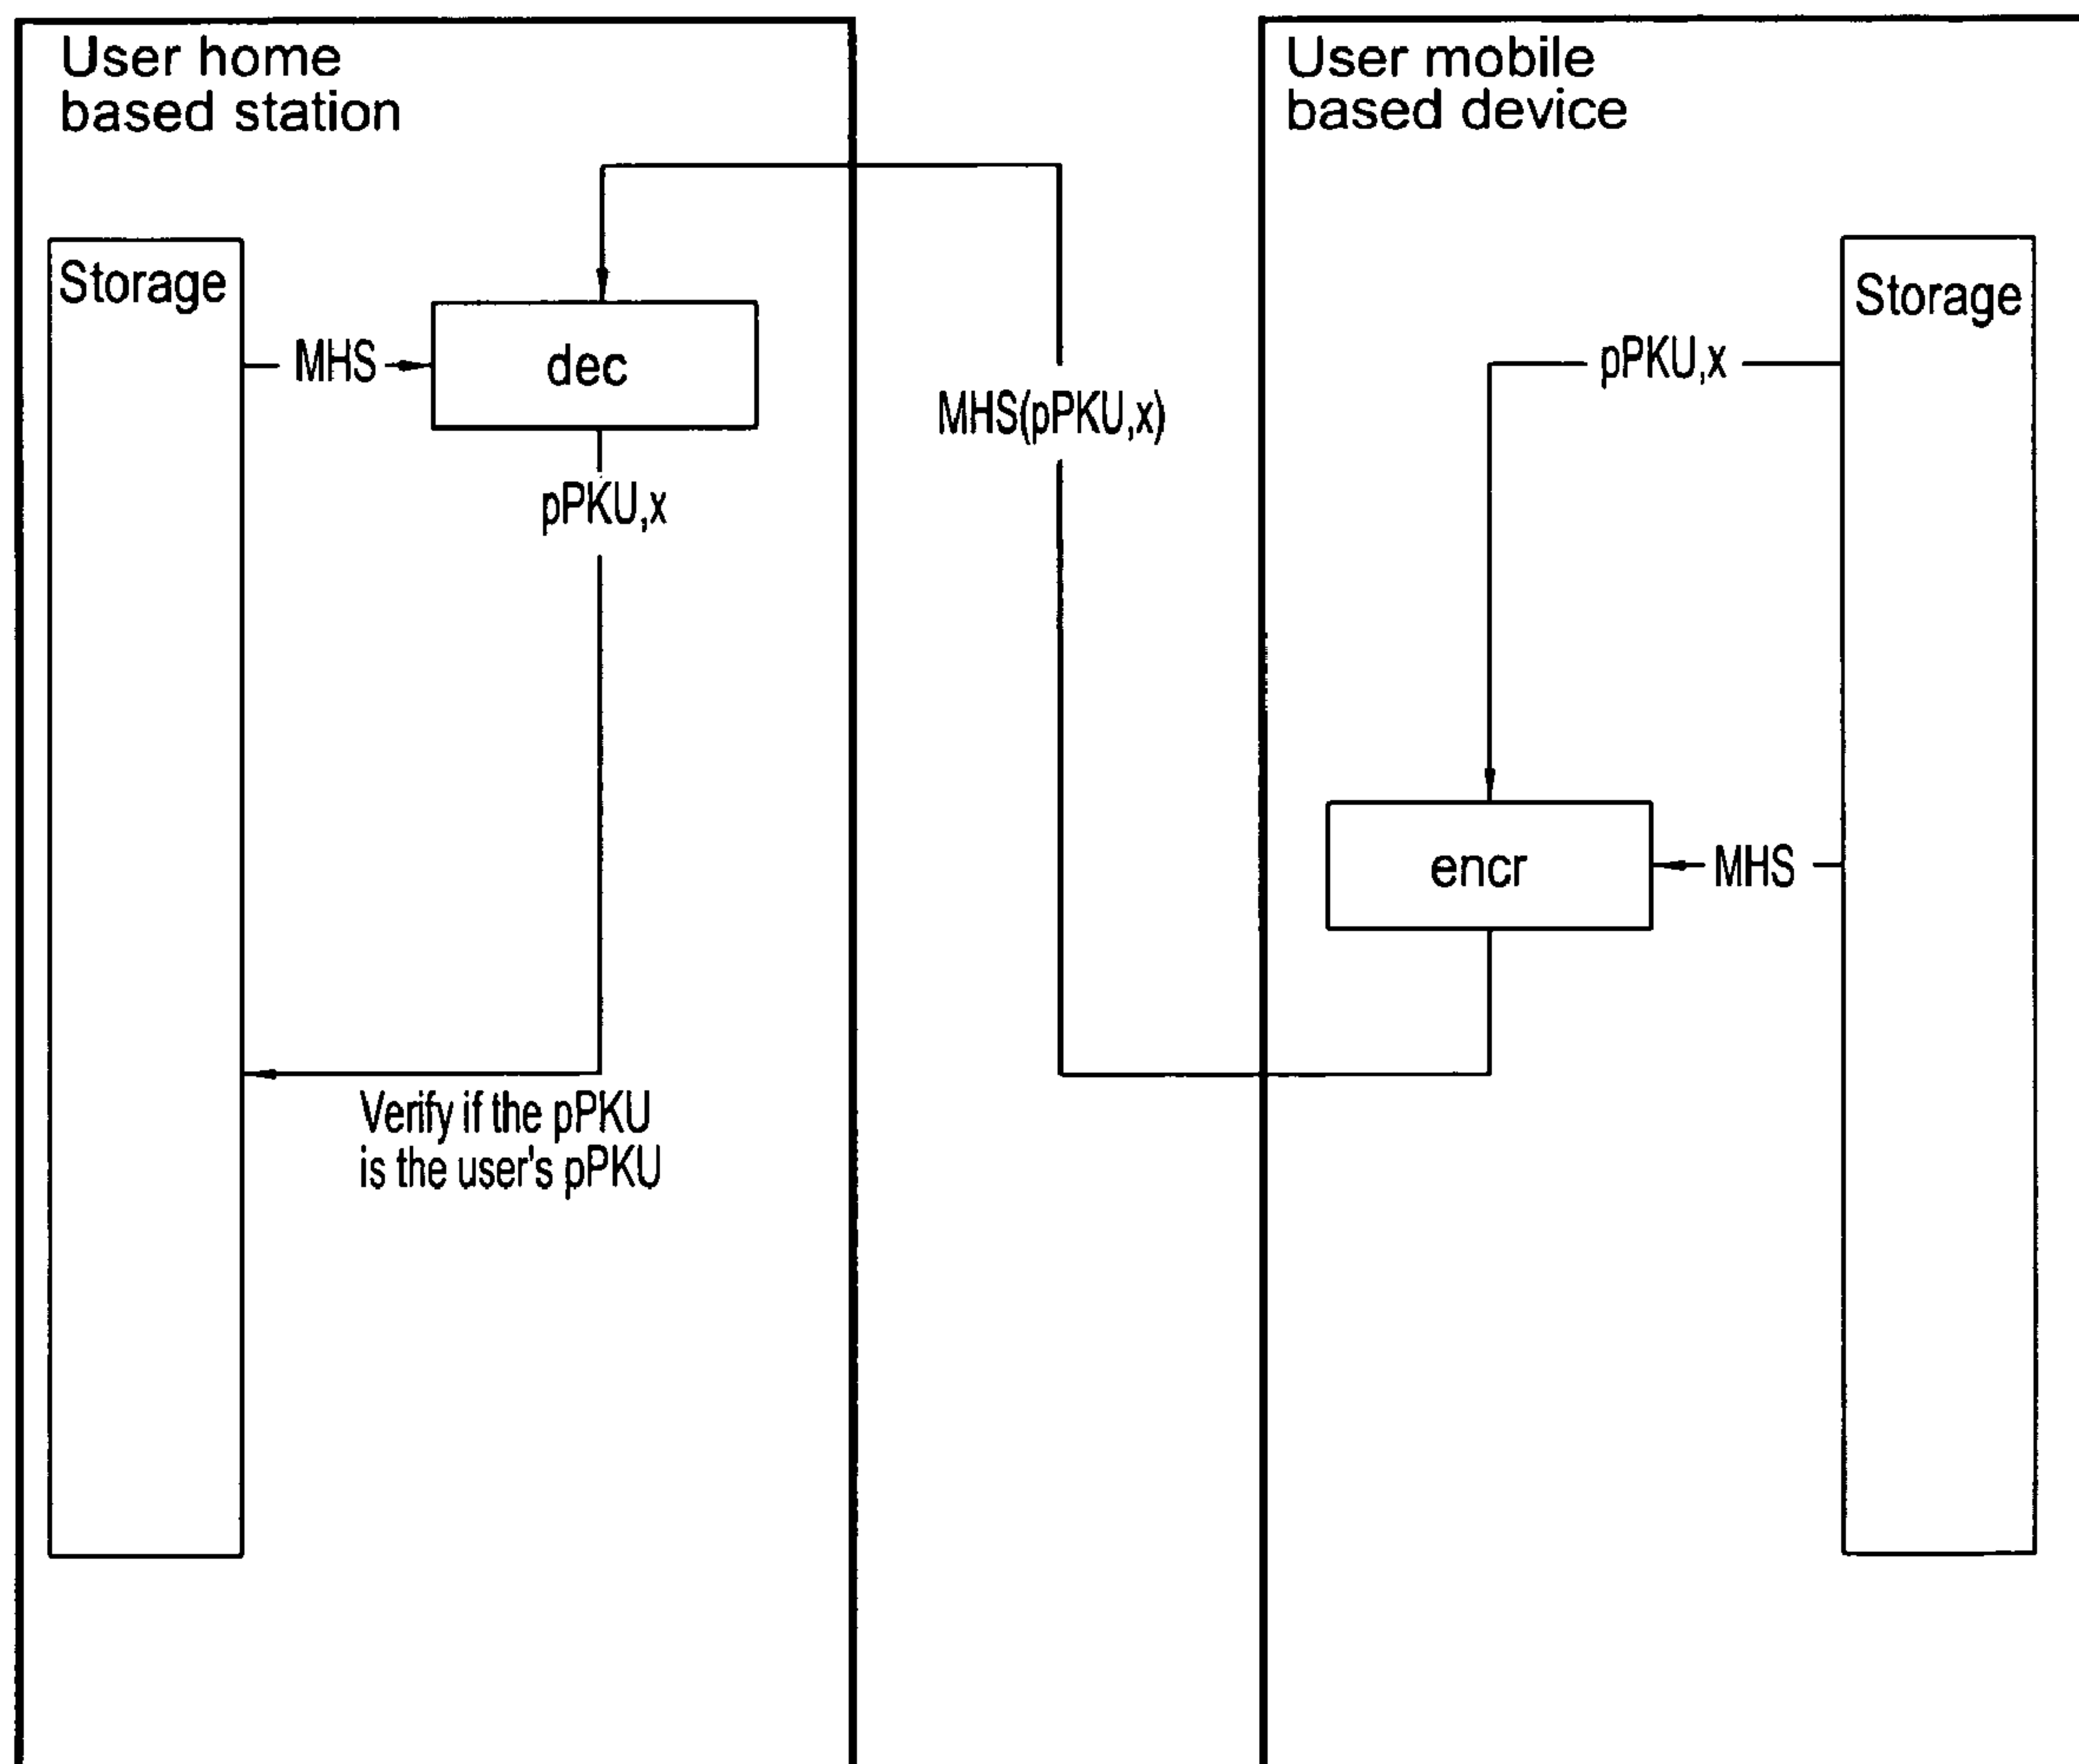 User home
based station
User mobile
based device
Storage
MHS
dec
pPKU,x
MHS(pPKU,x)
Verify if the pPKU
is the user's pPKU
Storage
pPKU,x
encr
MHS